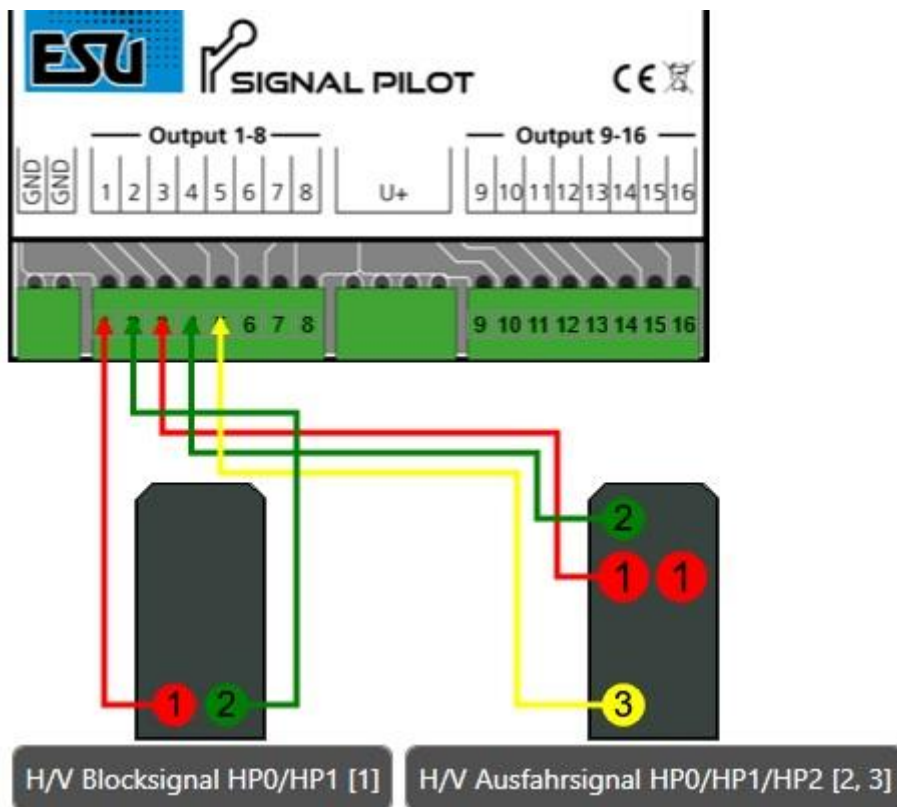 ESU SIGNAL PILOT CE
Output 1-8 Output 9-16
GND GND 1 2 3 4 5 6 7 8 U+ 9 10 11 12 13 14 15 16
1 2 3 4 5 6 7 8 9 10 11 12 13 14 15 16
2
1 1
1 2 3
H/V Blocksignal HP0/HP1 [1] H/V Ausfahrsignal HP0/HP1/HP2 [2, 3]